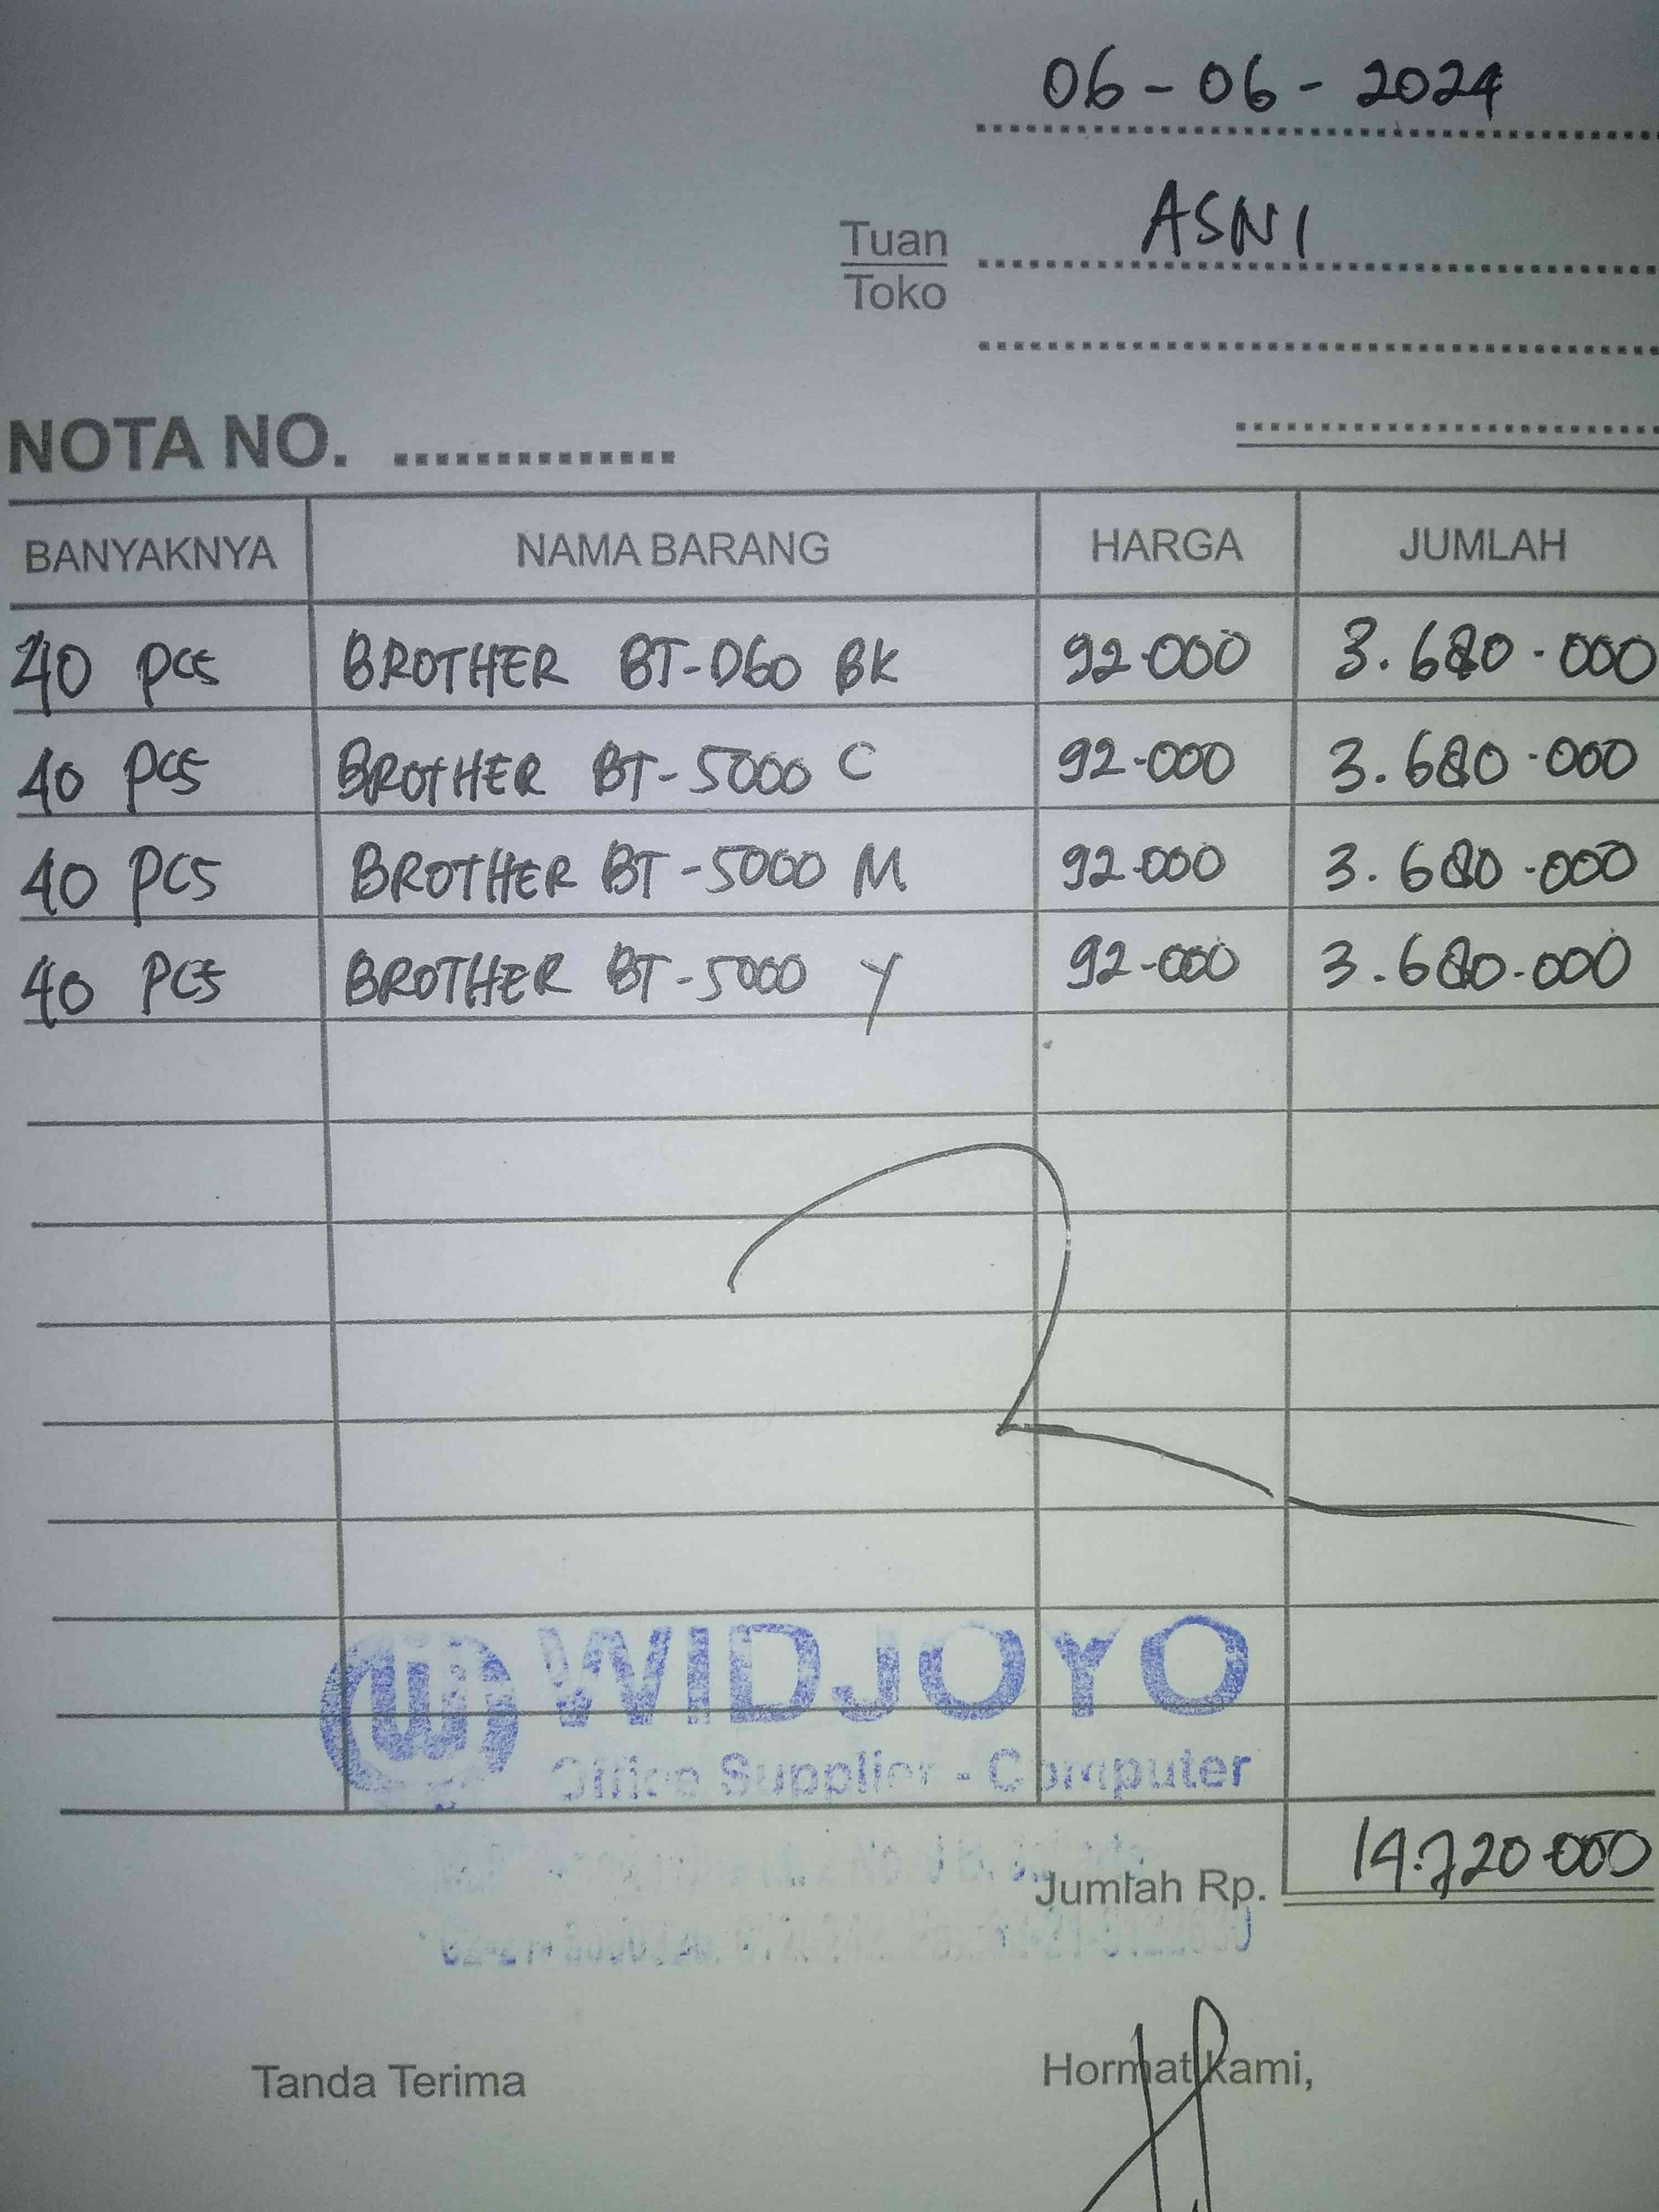 06-06-2024
Tuan ASNI
Toko
NOTA NO. ..............
BANYAKNYA NAMA BARANG HARGA JUMLAH
40 PCS BROTHER BT-D60 BK 92.000 3.680.000
40 PCS BROTHER BT-5000 C 92.000 3.680.000
40 PCS BROTHER BT-5000 M 92.000 3.680.000
40 PCS BROTHER BT-5000 Y 92.000 3.680.000
WIDJOYO
Office Supplier - Computer
Jumlah Rp. 14.720.000
Tanda Terima Hormat kami,